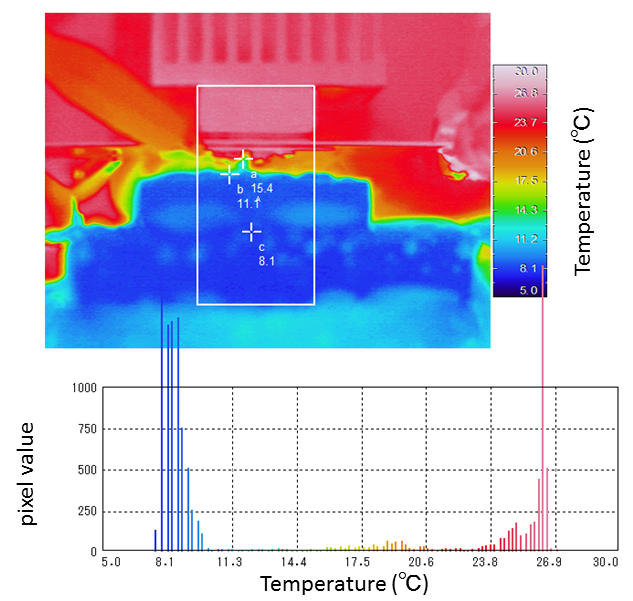 30.0
26.8
23.7
20.6
17.5
14.3
11.2
8.1
5.0
Temperature (℃)
a
b 15.4
11.1
c
8.1
1000
750
500
250
0
pixel value
5.0 8.1 11.3 14.4 17.5 20.6 23.8 26.9 30.0
Temperature (℃)